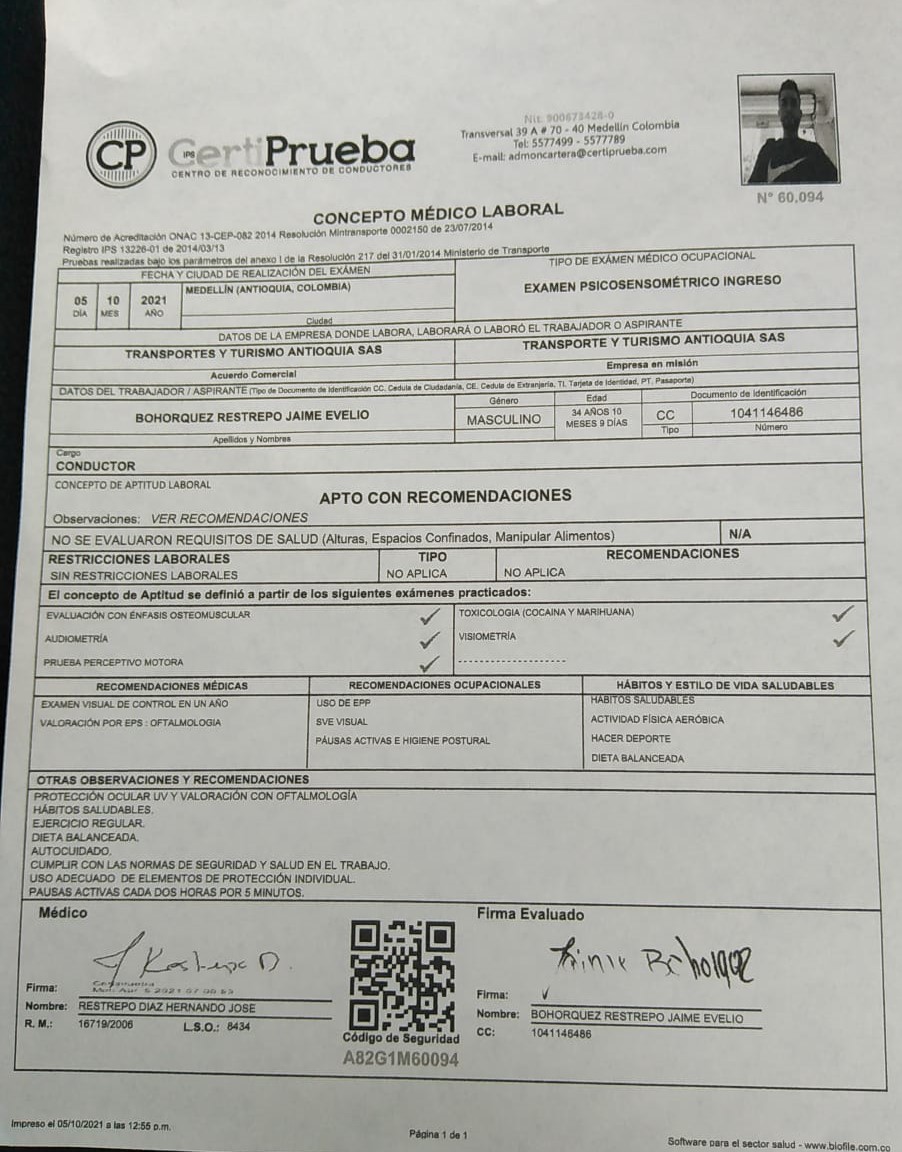 CP IPS CertiPrueba
CENTRO DE RECONOCIMIENTO DE CONDUCTORES
Nit. 900673428-0
Transversal 39 A # 70 - 40 Medellín Colombia
Tel: 5577499 - 5577789
E-mail: admoncartera@certiprueba.com
N° 60,094
CONCEPTO MÉDICO LABORAL
Número de Acreditación ONAC 13-CEP-082 2014 Resolución Mintransporte 0002150 de 23/07/2014
Registro IPS 13226-01 de 2014/03/13
Pruebas realizadas bajo los parámetros del anexo I de la Resolución 217 del 31/01/2014 Ministerio de Transporte
FECHA Y CIUDAD DE REALIZACIÓN DEL EXÁMEN
TIPO DE EXÁMEN MÉDICO OCUPACIONAL
05 10 2021 MEDELLÍN (ANTIOQUIA, COLOMBIA)
DÍA MES AÑO Ciudad
EXAMEN PSICOSENSOMÉTRICO INGRESO
DATOS DE LA EMPRESA DONDE LABORA, LABORARÁ O LABORÓ EL TRABAJADOR O ASPIRANTE
TRANSPORTES Y TURISMO ANTIOQUIA SAS TRANSPORTE Y TURISMO ANTIOQUIA SAS
Acuerdo Comercial Empresa en misión
DATOS DEL TRABAJADOR / ASPIRANTE (Tipo de Documento de Identificación CC, Cedula de Ciudadanía, CE. Cedula de Extranjería, TI, Tarjeta de Identidad, PT. Pasaporte)
BOHORQUEZ RESTREPO JAIME EVELIO
Apellidos y Nombres
Género
MASCULINO
Edad
34 AÑOS 10
MESES 9 DÍAS
Documento de Identificación
CC 1041146486
Tipo Número
Cargo
CONDUCTOR
CONCEPTO DE APTITUD LABORAL
APTO CON RECOMENDACIONES
Observaciones: VER RECOMENDACIONES
NO SE EVALUARON REQUISITOS DE SALUD (Alturas, Espacios Confinados, Manipular Alimentos) N/A
RESTRICCIONES LABORALES TIPO RECOMENDACIONES
SIN RESTRICCIONES LABORALES NO APLICA NO APLICA
El concepto de Aptitud se definió a partir de los siguientes exámenes practicados:
EVALUACIÓN CON ÉNFASIS OSTEOMUSCULAR ✓ TOXICOLOGIA (COCAINA Y MARIHUANA) ✓
AUDIOMETRÍA ✓ VISIOMETRÍA ✓
PRUEBA PERCEPTIVO MOTORA ✓ --------------------
RECOMENDACIONES MÉDICAS
EXAMEN VISUAL DE CONTROL EN UN AÑO
VALORACIÓN POR EPS : OFTALMOLOGIA
RECOMENDACIONES OCUPACIONALES
USO DE EPP
SVE VISUAL
PAUSAS ACTIVAS E HIGIENE POSTURAL
HÁBITOS Y ESTILO DE VIDA SALUDABLES
HÁBITOS SALUDABLES
ACTIVIDAD FÍSICA AERÓBICA
HACER DEPORTE
DIETA BALANCEADA
OTRAS OBSERVACIONES Y RECOMENDACIONES
PROTECCIÓN OCULAR UV Y VALORACIÓN CON OFTALMOLOGÍA
HÁBITOS SALUDABLES.
EJERCICIO REGULAR.
DIETA BALANCEADA.
AUTOCUIDADO.
CUMPLIR CON LAS NORMAS DE SEGURIDAD Y SALUD EN EL TRABAJO.
USO ADECUADO DE ELEMENTOS DE PROTECCIÓN INDIVIDUAL.
PAUSAS ACTIVAS CADA DOS HORAS POR 5 MINUTOS.
Médico
Firma:
Nombre: RESTREPO DIAZ HERNANDO JOSE
R. M.: 16719/2006 L.S.O.: 8434
Código de Seguridad
A82G1M60094
Firma Evaluado
Firma:
Nombre: BOHORQUEZ RESTREPO JAIME EVELIO
CC: 1041146486
Impreso el 05/10/2021 a las 12:55 p.m.
Página 1 de 1
Software para el sector salud - www.biofile.com.co